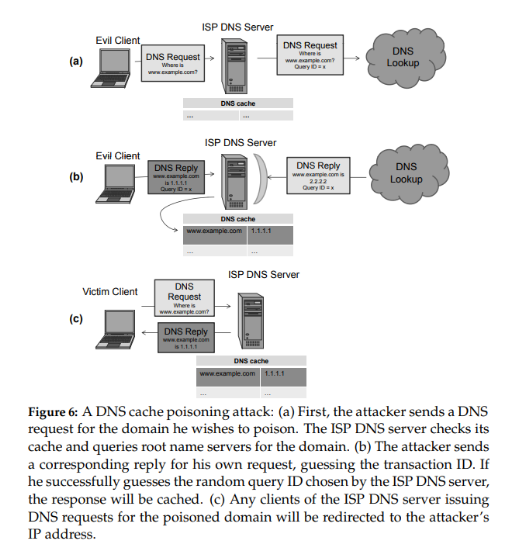 ISP DNS Server
Evil Client
(a)
DNS Request
Where is
www.example.com?
DNS Request
Where is
www.example.com?
Query ID = x
DNS
Lookup
DNS cache
... ...
ISP DNS Server
Evil Client
(b)
DNS Reply
www.example.com
is 1.1.1.1
Query ID = x
DNS Reply
www.example.com is
2.2.2.2
Query ID = x
DNS
Lookup
DNS cache
www.example.com 1.1.1.1
... ...
ISP DNS Server
Victim Client
(c)
DNS
Request
Where is
www.example.com?
DNS Reply
www.example.com
is 1.1.1.1
DNS cache
www.example.com 1.1.1.1
... ...
Figure 6: A DNS cache poisoning attack: (a) First, the attacker sends a DNS
request for the domain he wishes to poison. The ISP DNS server checks its
cache and queries root name servers for the domain. (b) The attacker sends
a corresponding reply for his own request, guessing the transaction ID. If
he successfully guesses the random query ID chosen by the ISP DNS server,
the response will be cached. (c) Any clients of the ISP DNS server issuing
DNS requests for the poisoned domain will be redirected to the attacker's
IP address.